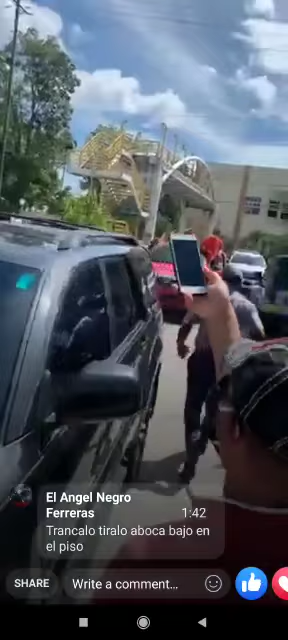 El Angel Negro
Ferreras 1:42
Trancalo tiralo aboca bajo en
el piso
SHARE Write a comment...